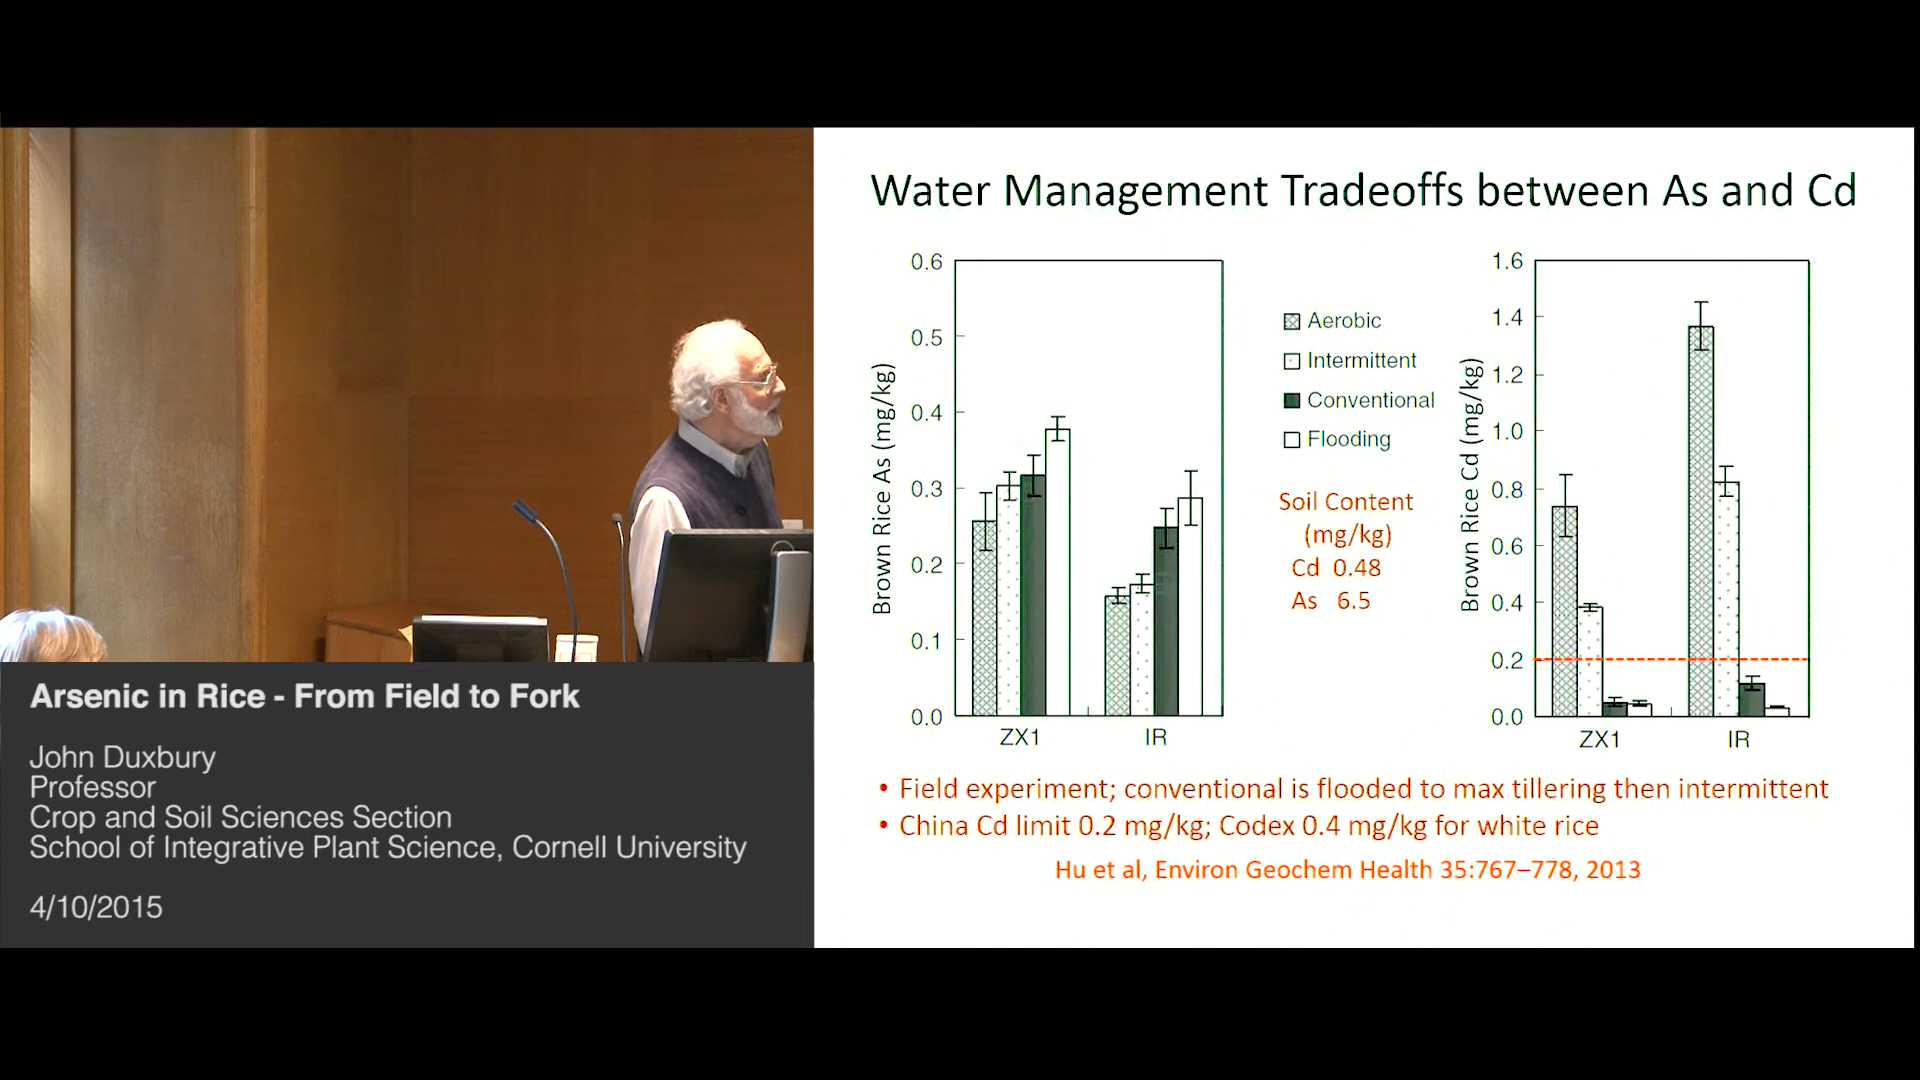 Water Management Tradeoffs between As and Cd
Brown Rice As (mg/kg)
0.6
0.5
0.4
0.3
0.2
0.1
0.0
ZX1 IR
Aerobic
Intermittent
Conventional
Flooding
Soil Content
(mg/kg)
Cd 0.48
As 6.5
Brown Rice Cd (mg/kg)
1.6
1.4
1.2
1.0
0.8
0.6
0.4
0.2
0.0
ZX1 IR
• Field experiment; conventional is flooded to max tillering then intermittent
• China Cd limit 0.2 mg/kg; Codex 0.4 mg/kg for white rice
Hu et al, Environ Geochem Health 35:767–778, 2013
Arsenic in Rice - From Field to Fork
John Duxbury
Professor
Crop and Soil Sciences Section
School of Integrative Plant Science, Cornell University
4/10/2015